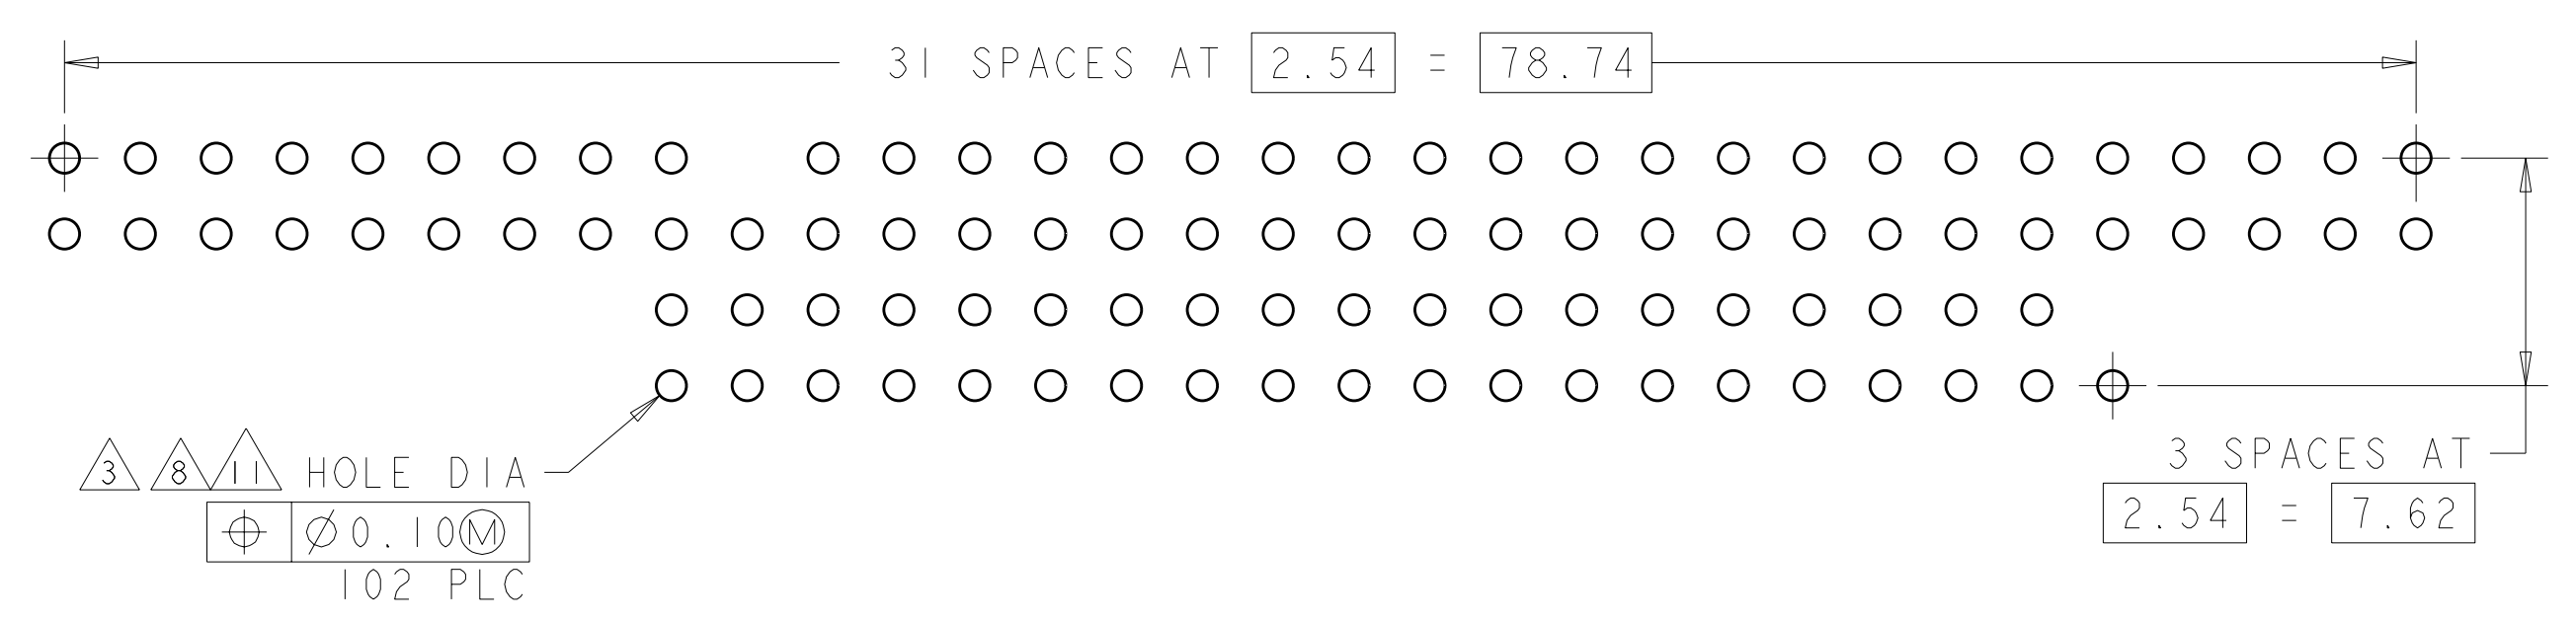 31 SPACES AT 2.54 = 78.74
3 8 11 HOLE DIA
⌖ Ø0.10Ⓜ
102 PLC
3 SPACES AT
2.54 = 7.62